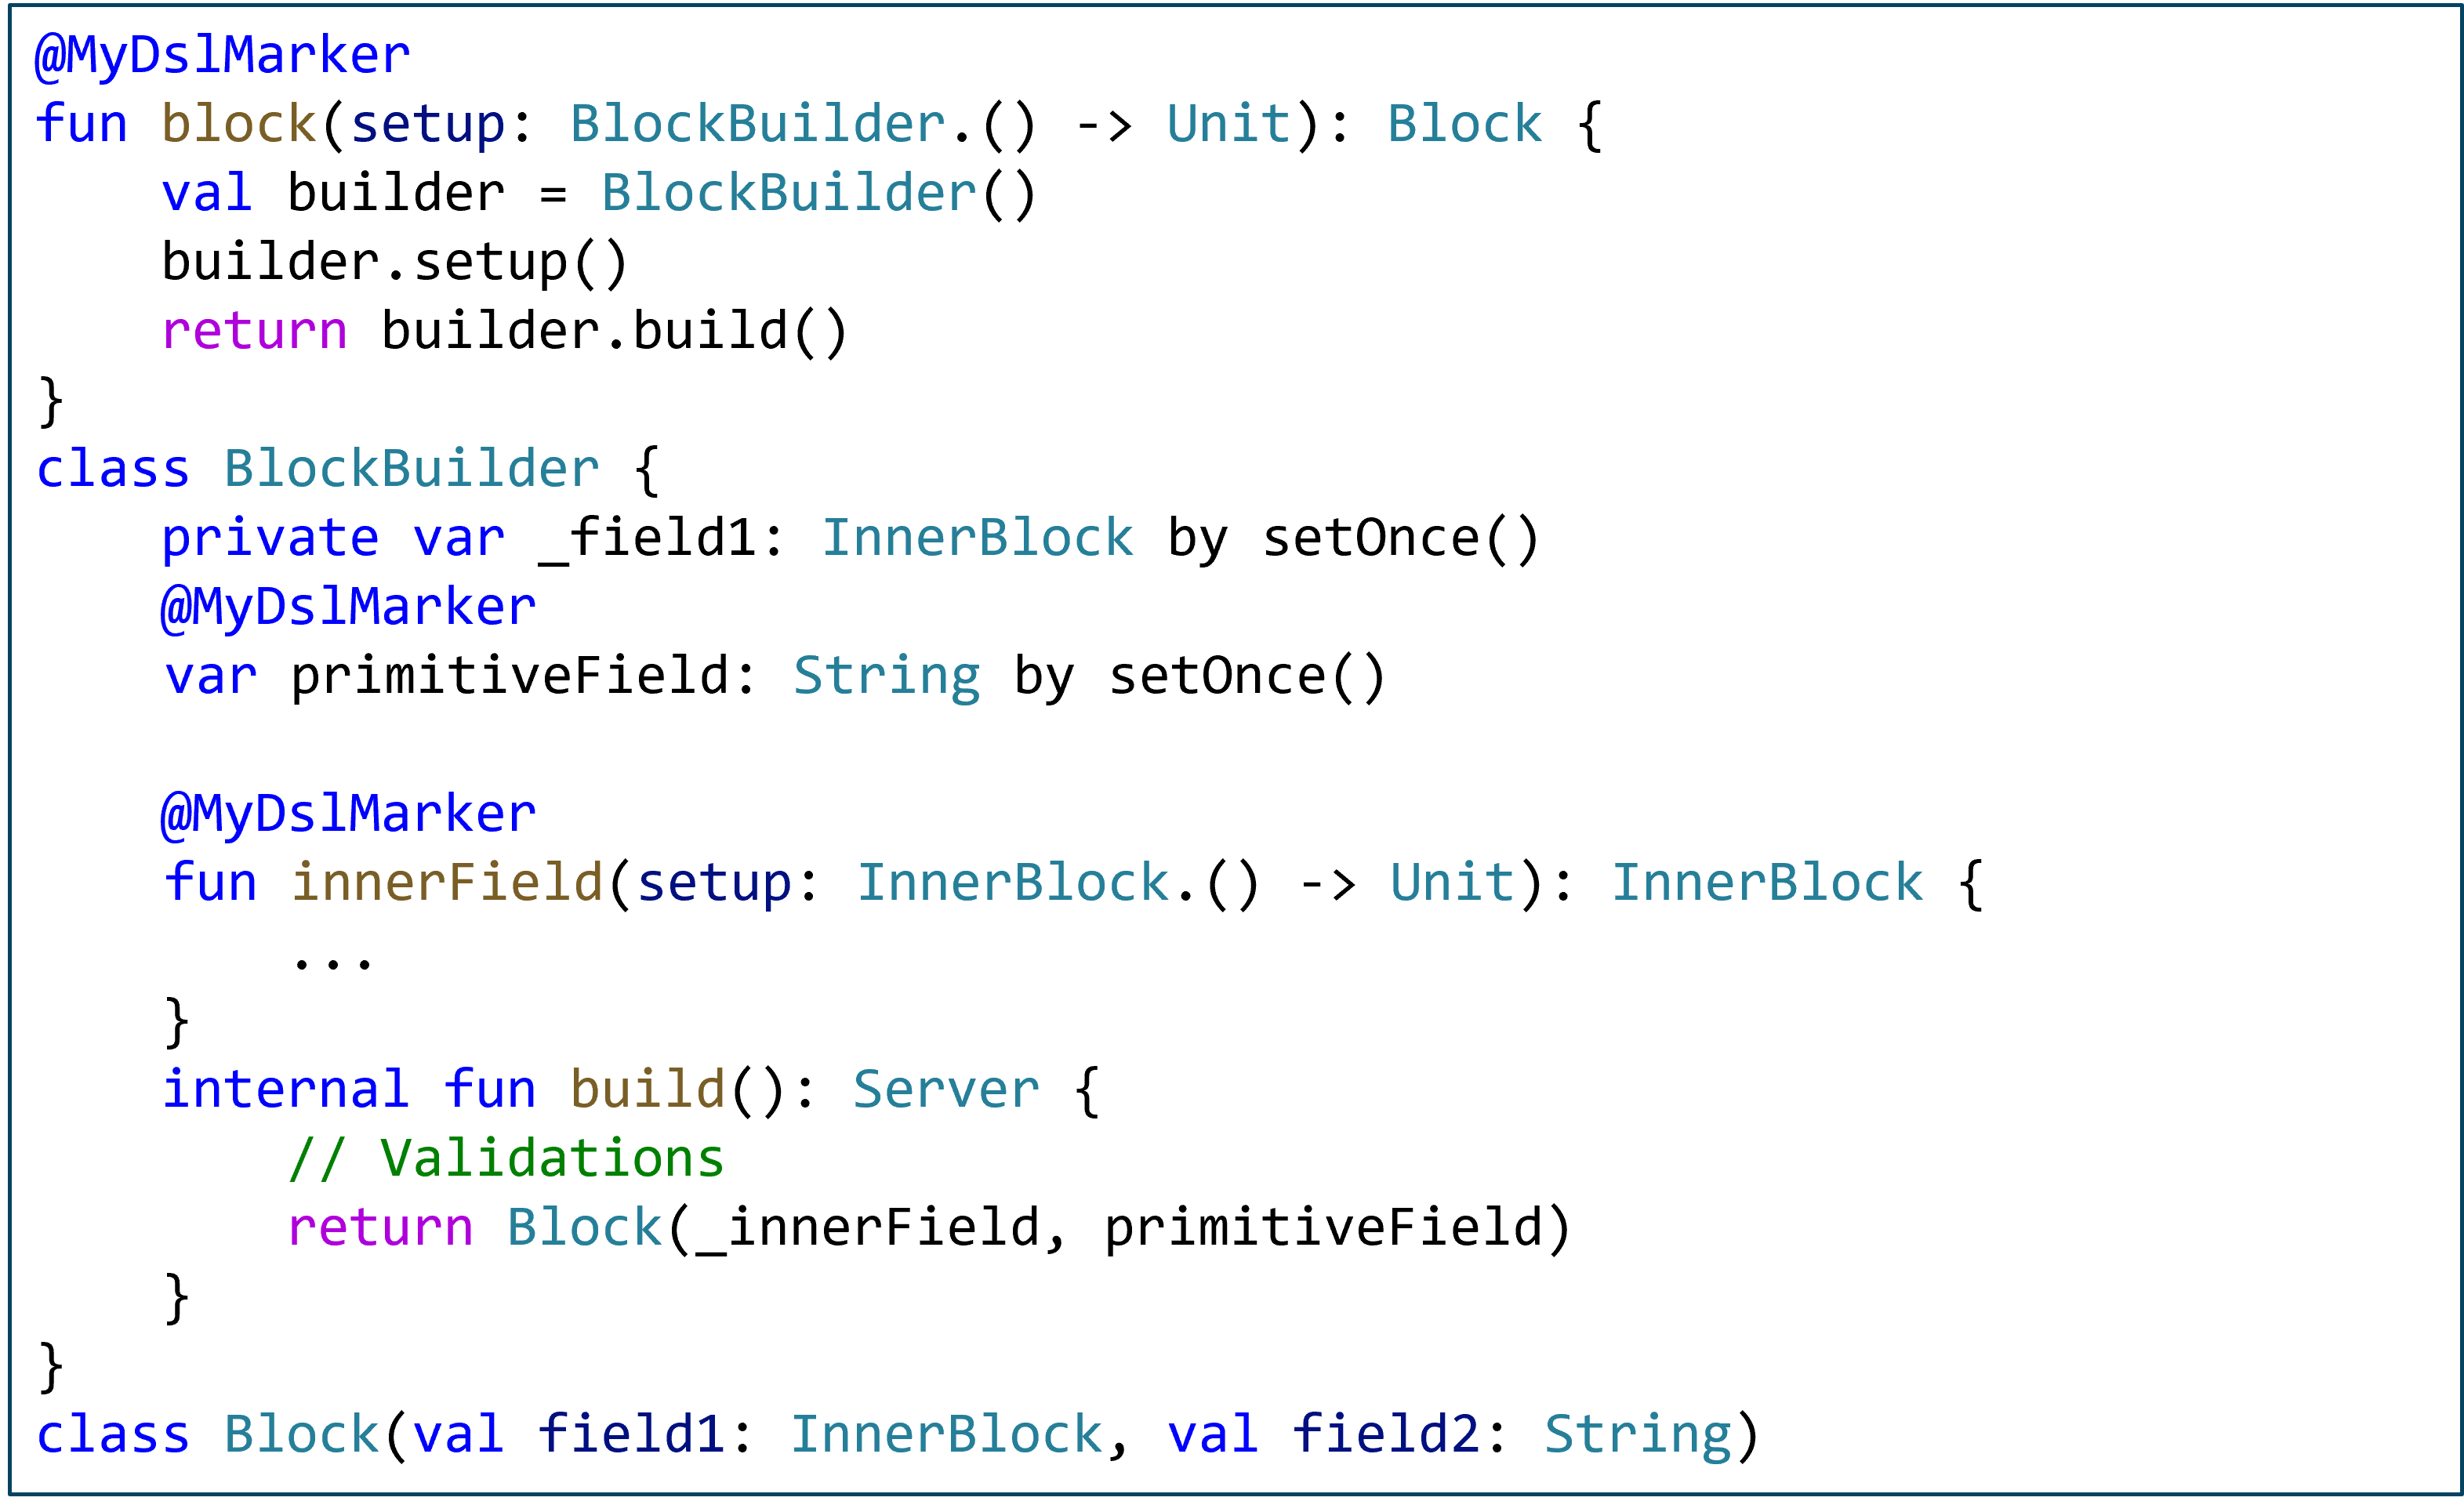 @MyDslMarker
fun block(setup: BlockBuilder.() -> Unit): Block {
    val builder = BlockBuilder()
    builder.setup()
    return builder.build()
}
class BlockBuilder {
    private var _field1: InnerBlock by setOnce()
    @MyDslMarker
    var primitiveField: String by setOnce()

    @MyDslMarker
    fun innerField(setup: InnerBlock.() -> Unit): InnerBlock {
        ...
    }
    internal fun build(): Server {
        // Validations
        return Block(_innerField, primitiveField)
    }
}
class Block(val field1: InnerBlock, val field2: String)